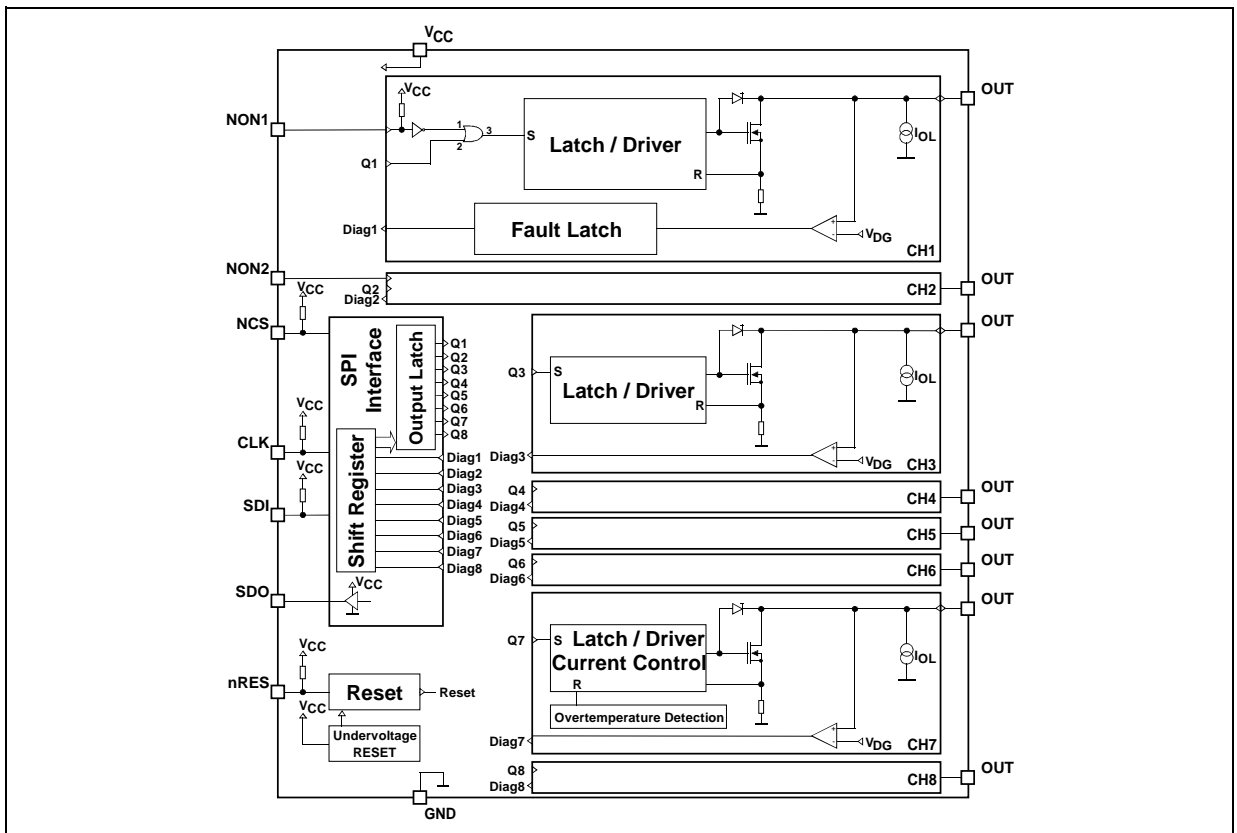 VCC
OUT
VCC
NON1
1
2
3
S
Latch / Driver
R
IOL
Q1
Diag1
Fault Latch
+
-
VDG
CH1
NON2
Q2
Diag2
CH2
OUT
VCC
NCS
SPI Interface
Output Latch
Q1
Q2
Q3
Q4
Q5
Q6
Q7
Q8
OUT
Q3
S
Latch / Driver
R
IOL
Diag3
+
-
VDG
CH3
VCC
CLK
VCC
SDI
Shift Register
Diag1
Diag2
Diag3
Diag4
Diag5
Diag6
Diag7
Diag8
Q4
Diag4
CH4
OUT
Q5
Diag5
CH5
OUT
Q6
Diag6
CH6
OUT
SDO
VCC
OUT
Q7
S
Latch / Driver
Current Control
R
Overtemperature Detection
IOL
Diag7
+
-
VDG
CH7
VCC
nRES
Reset
Reset
VCC
Undervoltage
RESET
Q8
Diag8
CH8
OUT
GND